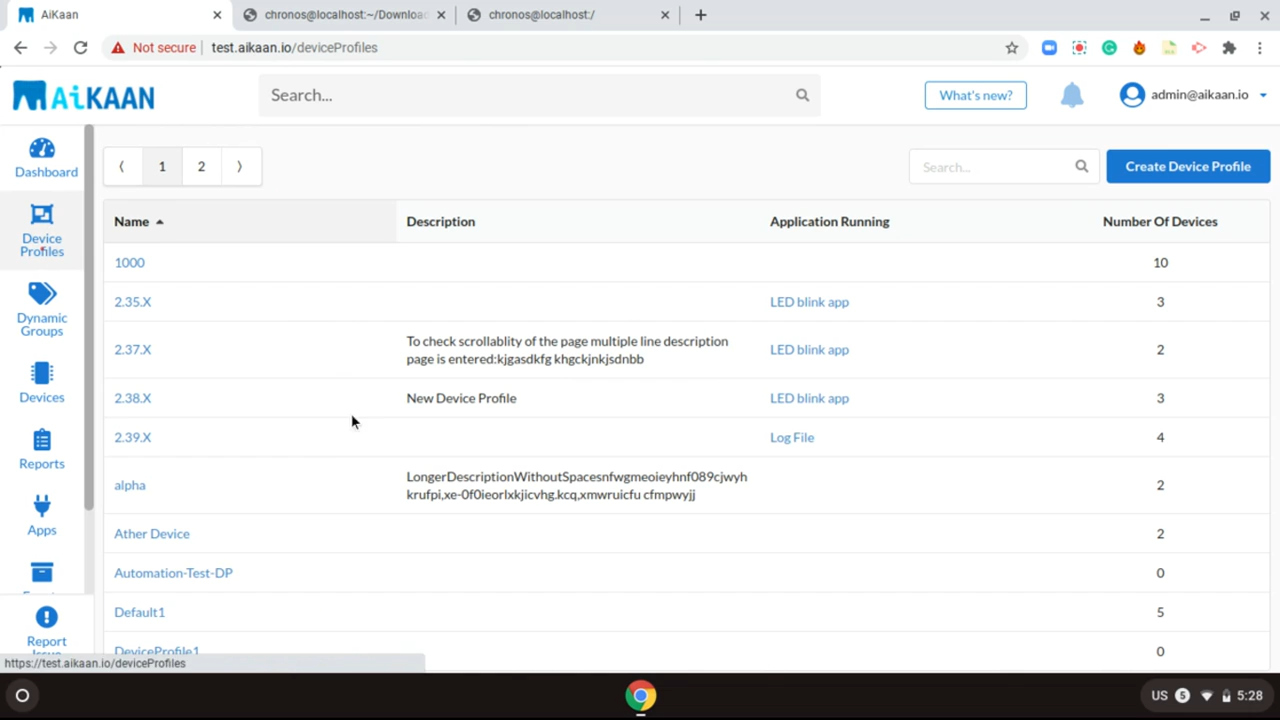 AiKaan
chronos@localhost:~/Downloa
chronos@localhost:/
Not secure
test.aikaan.io/deviceProfiles
AiKAAN
Search...
What's new?
admin@aikaan.io
Dashboard
Device
Profiles
Dynamic
Groups
Devices
Reports
Apps
Report
Issue
1
2
Search...
Create Device Profile
Name
Description
Application Running
Number Of Devices
1000
10
2.35.X
LED blink app
3
2.37.X
To check scrollablity of the page multiple line description
page is entered:kjgasdkfg khgckjnkjsdnbb
LED blink app
2
2.38.X
New Device Profile
LED blink app
3
2.39.X
Log File
4
alpha
LongerDescriptionWithoutSpacesnfwgmeoieyhnf089cjwyh
krufpi,xe-0f0ieorlxkjicvhg.kcq,xmwruicfu cfmpwyjj
2
Ather Device
2
Automation-Test-DP
0
Default1
5
DeviceProfile1
0
https://test.aikaan.io/deviceProfiles
US
5
5:28